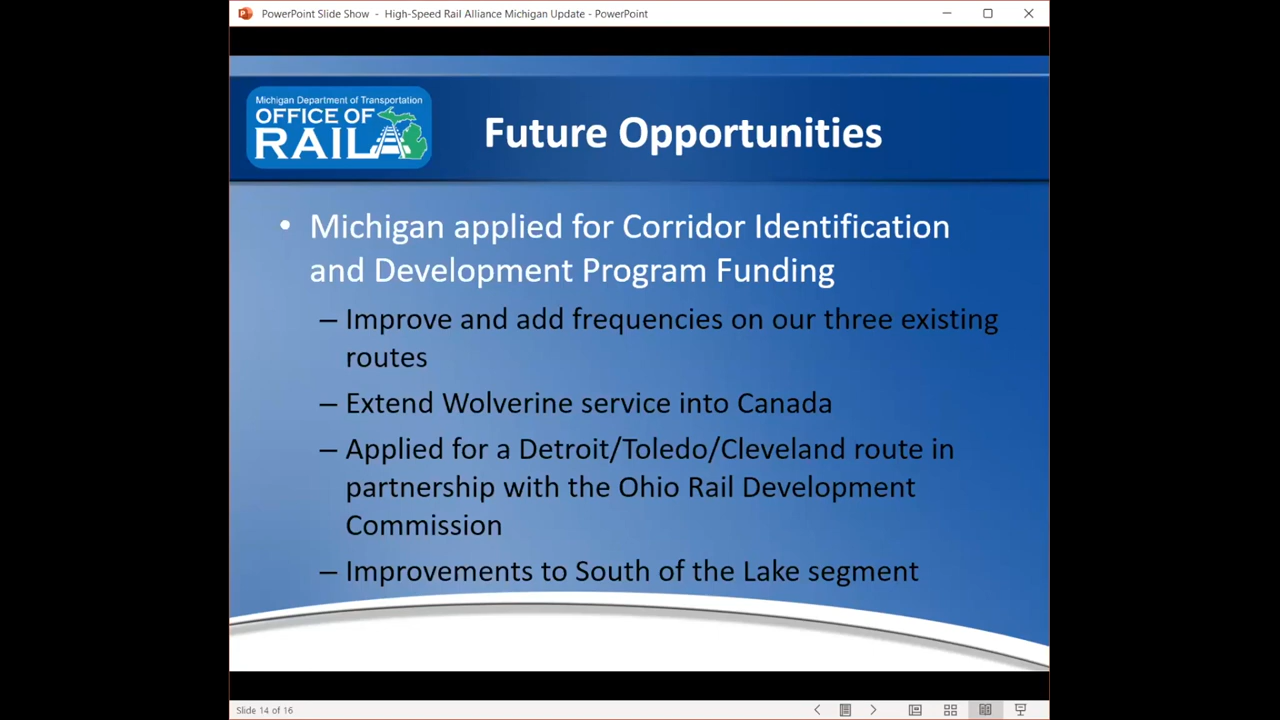 PowerPoint Slide Show - High-Speed Rail Alliance Michigan Update - PowerPoint
Michigan Department of Transportation
OFFICE OF
RAIL
Future Opportunities
• Michigan applied for Corridor Identification
and Development Program Funding
– Improve and add frequencies on our three existing
routes
– Extend Wolverine service into Canada
– Applied for a Detroit/Toledo/Cleveland route in
partnership with the Ohio Rail Development
Commission
– Improvements to South of the Lake segment
Slide 14 of 16